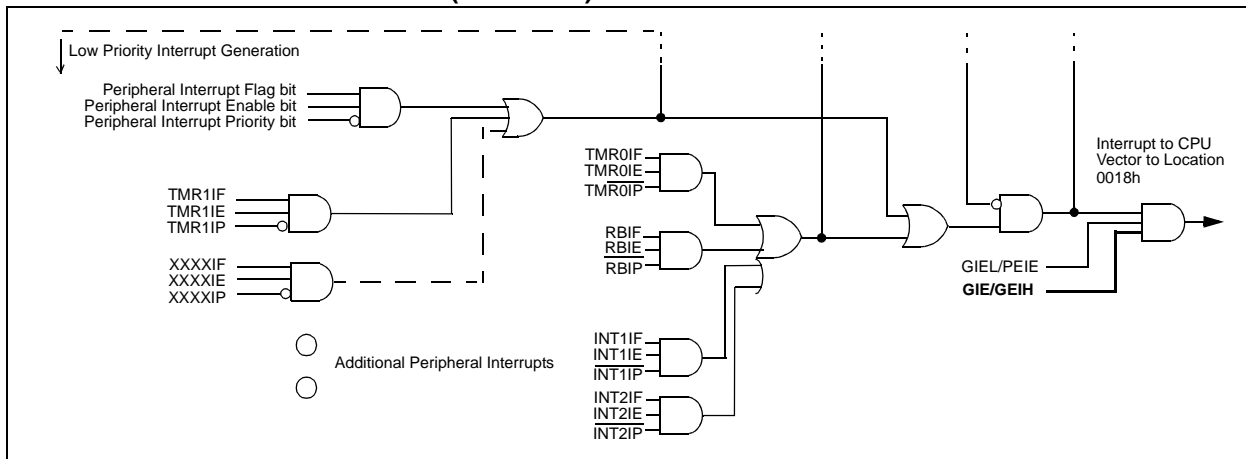 Low Priority Interrupt Generation
Peripheral Interrupt Flag bit
Peripheral Interrupt Enable bit
Peripheral Interrupt Priority bit
TMR1IF
TMR1IE
TMR1IP
XXXXIF
XXXXIE
XXXXIP
Additional Peripheral Interrupts
TMR0IF
TMR0IE
TMR0IP
RBIF
RBIE
RBIP
INT1IF
INT1IE
INT1IP
INT2IF
INT2IE
INT2IP
Interrupt to CPU
Vector to Location
0018h
GIEL/PEIE
GIE/GEIH